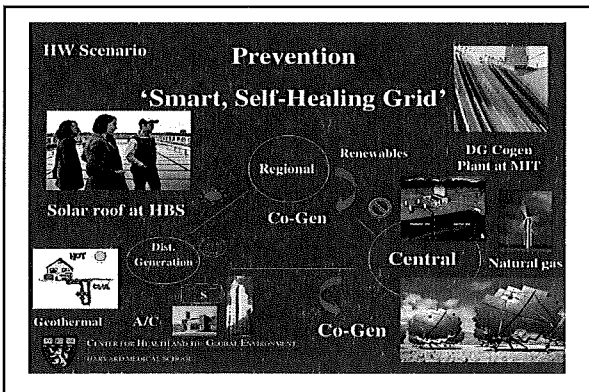 HW Scenario
Prevention
'Smart, Self-Healing Grid'
DG Cogen
Plant at MIT
Regional
Renewables
Solar roof at HBS
Co-Gen
HOT
Dist.
Generation
Central
Natural gas
S
Geothermal
A/C
Co-Gen
CENTER FOR HEALTH AND THE GLOBAL ENVIRONMENT
HARVARD MEDICAL SCHOOL